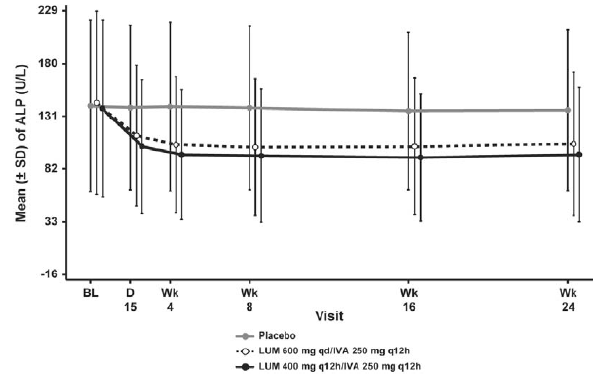 Mean (± SD) of ALP (U/L)
229
180
131
82
33
-16
BL D Wk Wk Wk Wk
15 4 8 16 24
Visit
Placebo
LUM 600 mg qd/IVA 250 mg q12h
LUM 400 mg q12h/IVA 250 mg q12h